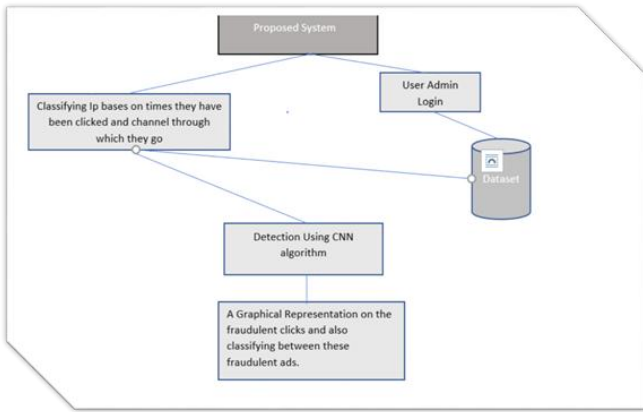 Proposed System
Classifying Ip bases on times they have
been clicked and channel through
which they go
User Admin
Login
Dataset
Detection Using CNN
algorithm
A Graphical Representation on the
fraudulent clicks and also
classifying between these
fraudulent ads.